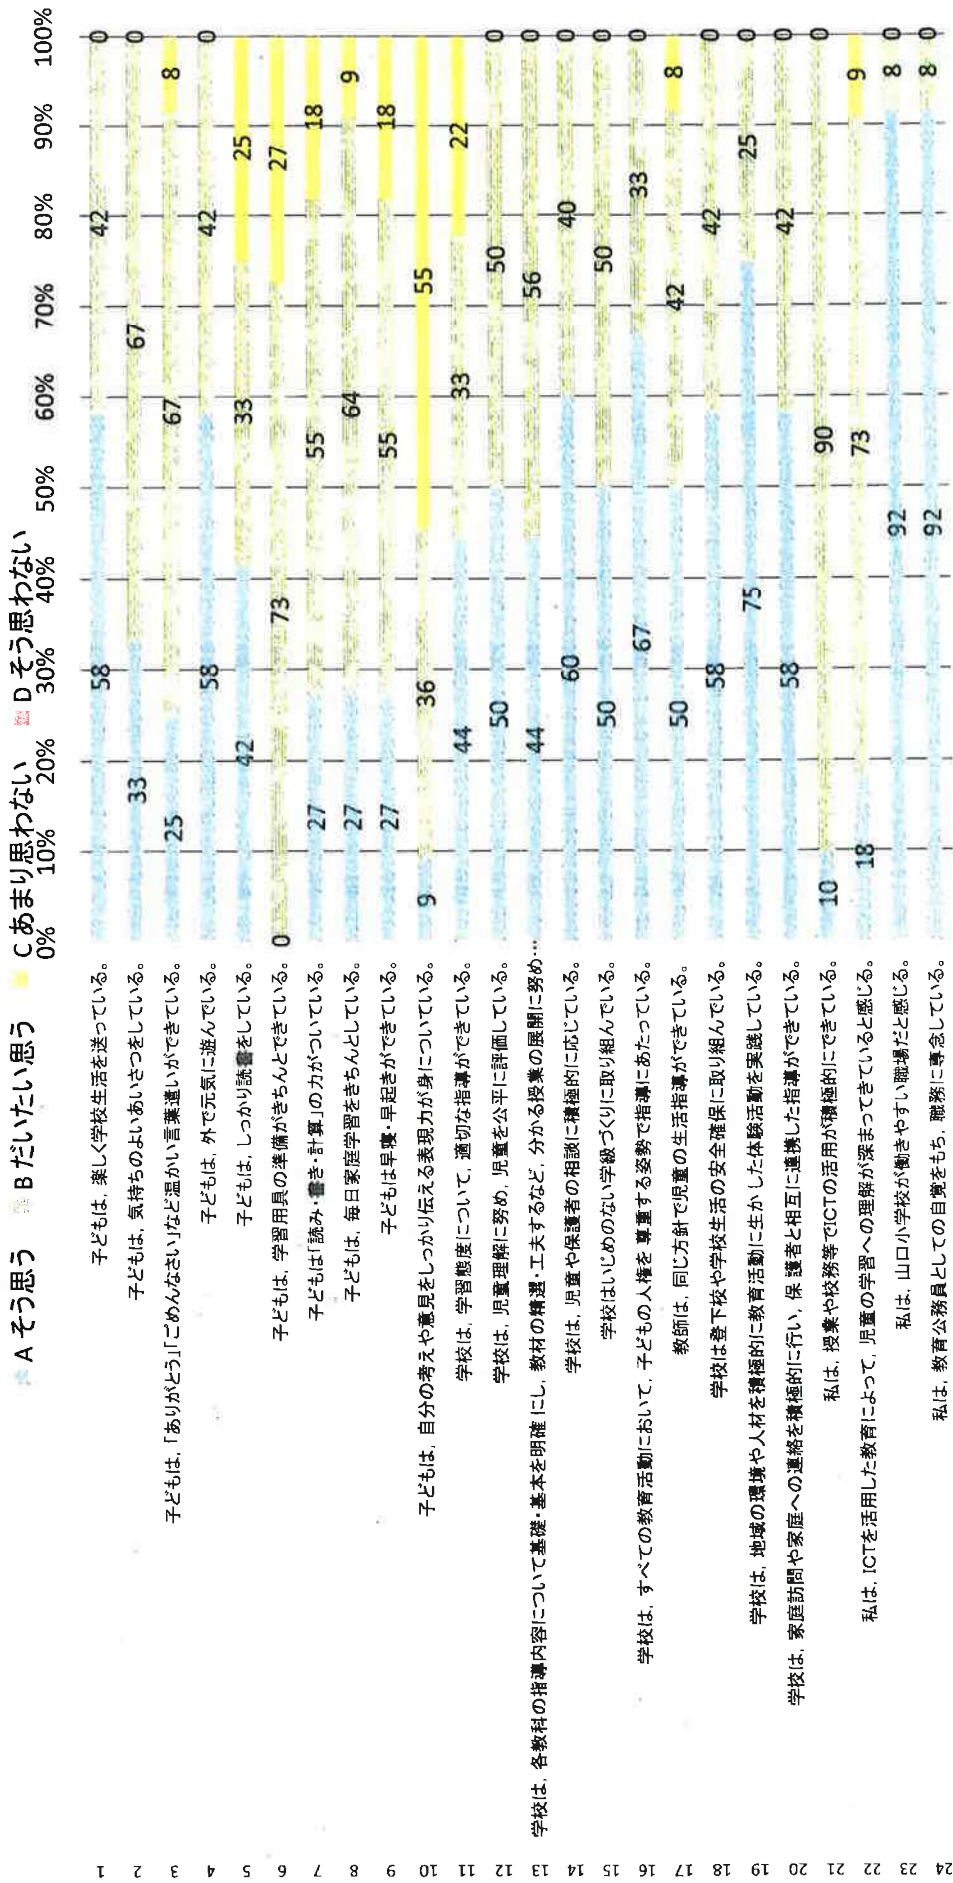 A そう思う B だいたい思う C あまり思わない D そう思わない
0% 10% 20% 30% 40% 50% 60% 70% 80% 90% 100%
1 子どもは, 楽しく学校生活を送っている。 58 42 0
2 子どもは, 気持ちのよいあいさつをしている。 33 67 0
3 子どもは, 「ありがとう」「ごめんなさい」など温かい言葉遣いができている。 25 67 8
4 子どもは, 外で元気に遊んでいる。 58 42 0
5 子どもは, しっかり読書をしている。 42 33 25
6 子どもは, 学習用具の準備がきちんとできている。 0 73 27
7 子どもは「読み・書き・計算」の力がついている。 27 55 18
8 子どもは, 毎日家庭学習をきちんとしている。 27 64 9
9 子どもは早寝・早起きができている。 27 55 18
10 子どもは, 自分の考えや意見をしっかり伝える表現力が身についている。 9 36 55
11 学校は, 学習態度について, 適切な指導ができている。 44 33 22
12 学校は, 児童理解に努め, 児童を公平に評価している。 50 50 0
13 学校は, 各教科の指導内容について基礎・基本を明確にし, 教材の精選・工夫するなど, 分かる授業の展開に努め… 44 56 0
14 学校は, 児童や保護者の相談に積極的に応じている。 60 40 0
15 学校はいじめのない学級づくりに取り組んでいる。 50 50 0
16 学校は, すべての教育活動において, 子どもの人権を尊重する姿勢で指導にあたっている。 67 33 0
17 教師は, 同じ方針で児童の生活指導ができている。 50 42 8
18 学校は登下校や学校生活の安全確保に取り組んでいる。 58 42 0
19 学校は, 地域の環境や人材を積極的に教育活動に生かした体験活動を実践している。 75 25 0
20 学校は, 家庭訪問や家庭への連絡を積極的に行い, 保護者と相互に連携した指導ができている。 58 42 0
21 私は, 授業や校務等でICTの活用が積極的にできている。 10 90 0
22 私は, ICTを活用した教育によって, 児童の学習への理解が深まってきていると感じる。 18 73 9
23 私は, 山口小学校が働きやすい職場だと感じる。 92 8 0
24 私は, 教育公務員としての自覚をもち, 職務に専念している。 92 8 0